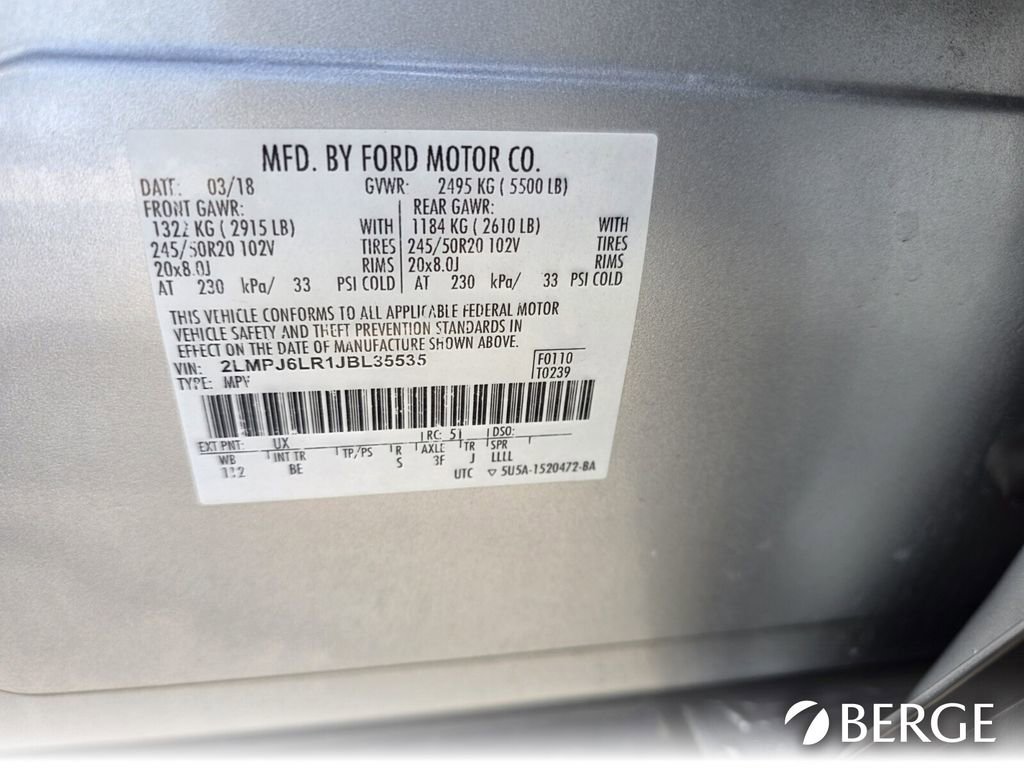 MFD. BY FORD MOTOR CO.
DATE: 03/18 GVWR: 2495 KG ( 5500 LB)
FRONT GAWR: REAR GAWR:
1322 KG ( 2915 LB) WITH 1184 KG ( 2610 LB) WITH
245/50R20 102V TIRES 245/50R20 102V TIRES
20x8.0J RIMS 20x8.0J RIMS
AT 230 kPa/ 33 PSI COLD AT 230 kPa/ 33 PSI COLD
THIS VEHICLE CONFORMS TO ALL APPLICABLE FEDERAL MOTOR
VEHICLE SAFETY AND THEFT PREVENTION STANDARDS IN
EFFECT ON THE DATE OF MANUFACTURE SHOWN ABOVE.
VIN: 2LMPJ6LR1JBL35535 F0110
TYPE: MPV T0239
EXT PNT: UX RC: 51 DSO:
WB INT TR TP/PS R AXLE TR SPR
112 BE S 3F J LLLL
UTC ▽ 5U5A-1520472-BA
BERGE